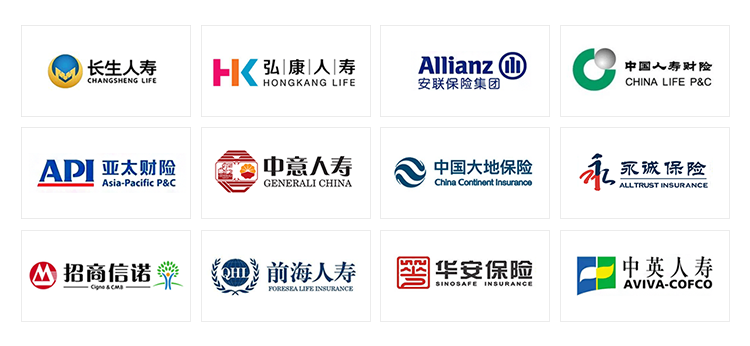 长生人寿
CHANGSHENG LIFE
HK 弘康人寿
HONGKANG LIFE
Allianz
安联保险集团
中国人寿财险
CHINA LIFE P&C
API 亚太财险
Asia-Pacific P&C
中意人寿
GENERALI CHINA
中国大地保险
China Continent Insurance
永诚保险
ALLTRUST INSURANCE
招商信诺
Cigna & CMB
QHL 前海人寿
FORESEA LIFE INSURANCE
华安保险
SINOSAFE INSURANCE
中英人寿
AVIVA-COFCO